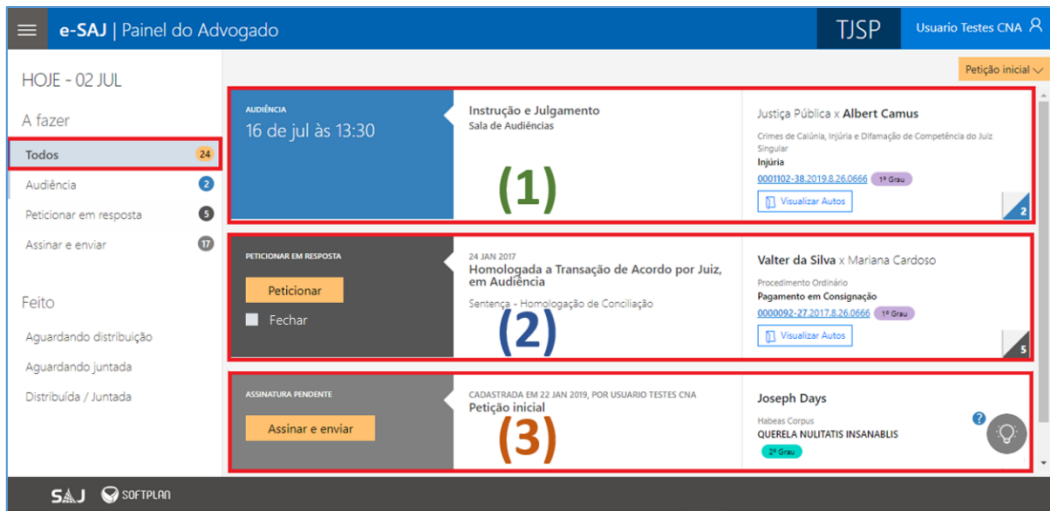 e-SAJ | Painel do Advogado
TJSP
Usuario Testes CNA
HOJE - 02 JUL
A fazer
Todos 24
Audiência 2
Peticionar em resposta 5
Assinar e enviar 17
Feito
Aguardando distribuição
Aguardando juntada
Distribuída / Juntada
Petição inicial
AUDIÊNCIA
16 de jul às 13:30
Instrução e Julgamento
Sala de Audiências
(1)
Justiça Pública x Albert Camus
Crimes de Calúnia, Injúria e Difamação de Competência do Juiz
Singular
Injúria
0001102-38.2019.8.26.0666 1º Grau
Visualizar Autos
2
PETICIONAR EM RESPOSTA
Peticionar
Fechar
24 JAN 2017
Homologada a Transação de Acordo por Juiz,
em Audiência
Sentença - Homologação de Conciliação
(2)
Valter da Silva x Mariana Cardoso
Procedimento Ordinário
Pagamento em Consignação
0000092-27.2017.8.26.0666 1º Grau
Visualizar Autos
5
ASSINATURA PENDENTE
Assinar e enviar
CADASTRADA EM 22 JAN 2019, POR USUARIO TESTES CNA
Petição inicial
(3)
Joseph Days
Habeas Corpus
QUERELA NULITATIS INSANABLIS
2º Grau
?
SAJ SOFTPLAN